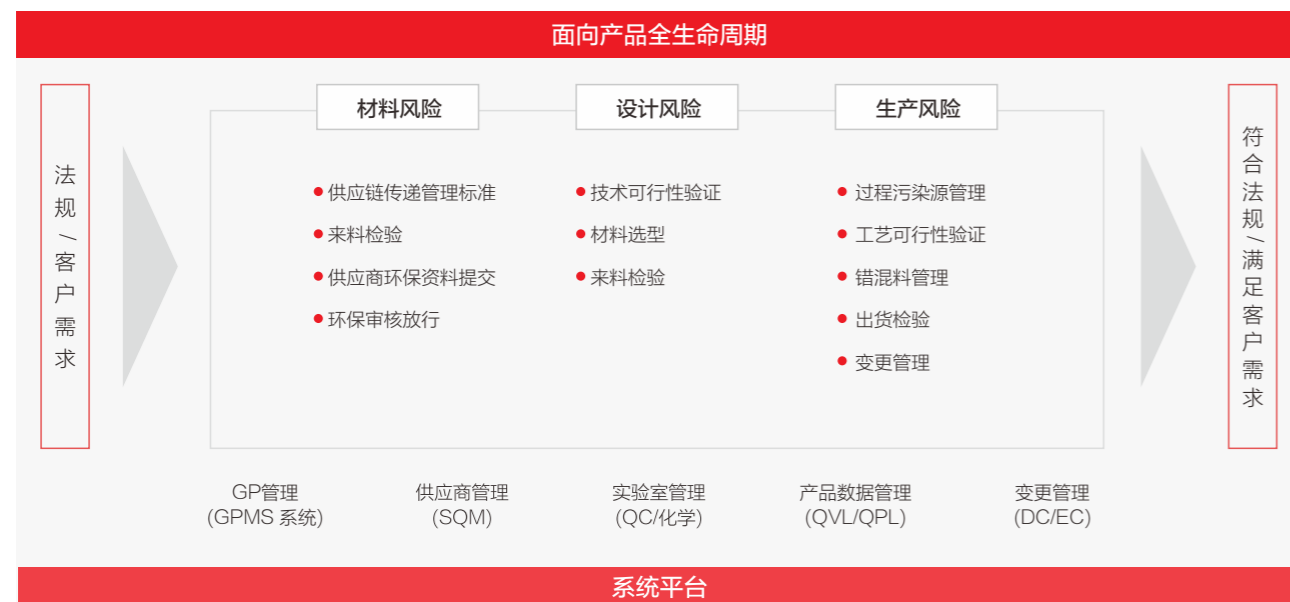 面向产品全生命周期
法规/客户需求
材料风险
供应链传递管理标准
来料检验
供应商环保资料提交
环保审核放行
设计风险
技术可行性验证
材料选型
来料检验
生产风险
过程污染源管理
工艺可行性验证
错混料管理
出货检验
变更管理
符合法规/满足客户需求
GP管理
(GPMS 系统)
供应商管理
(SQM)
实验室管理
(QC/化学)
产品数据管理
(QVL/QPL)
变更管理
(DC/EC)
系统平台